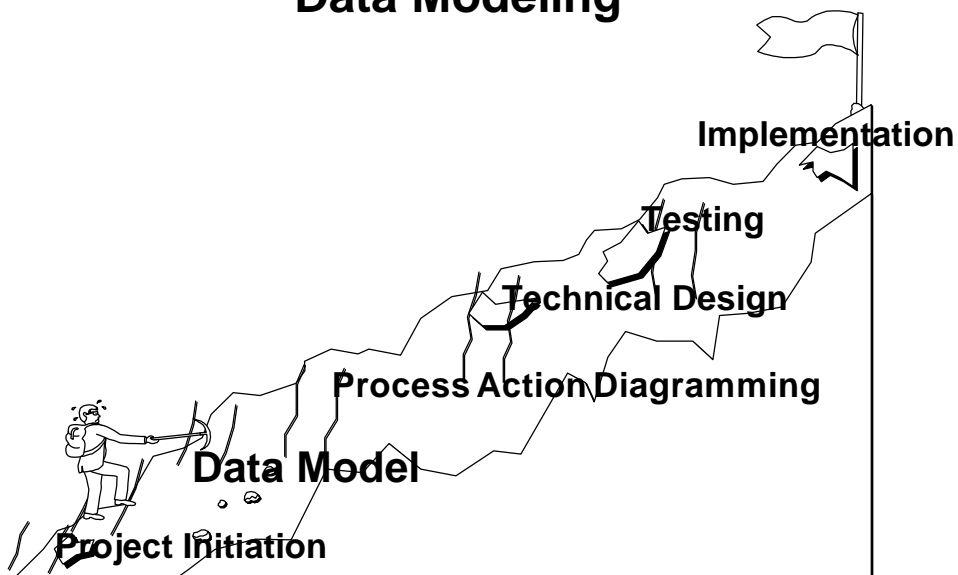 Data Modeling
Implementation
Testing
Technical Design
Process Action Diagramming
Data Model
Project Initiation